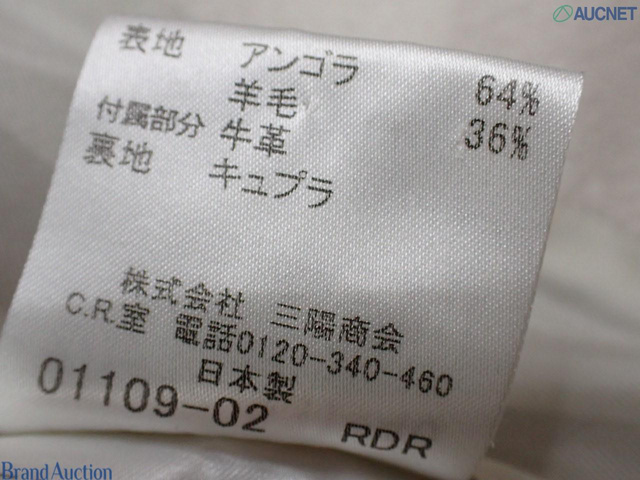 AUCNET
表地 アンゴラ 64%
羊毛 36%
付属部分 牛革
裏地 キュプラ
株式会社 三陽商会
C.R.室 電話0120-340-460
日本製
01109-02 RDR
Brand Auction